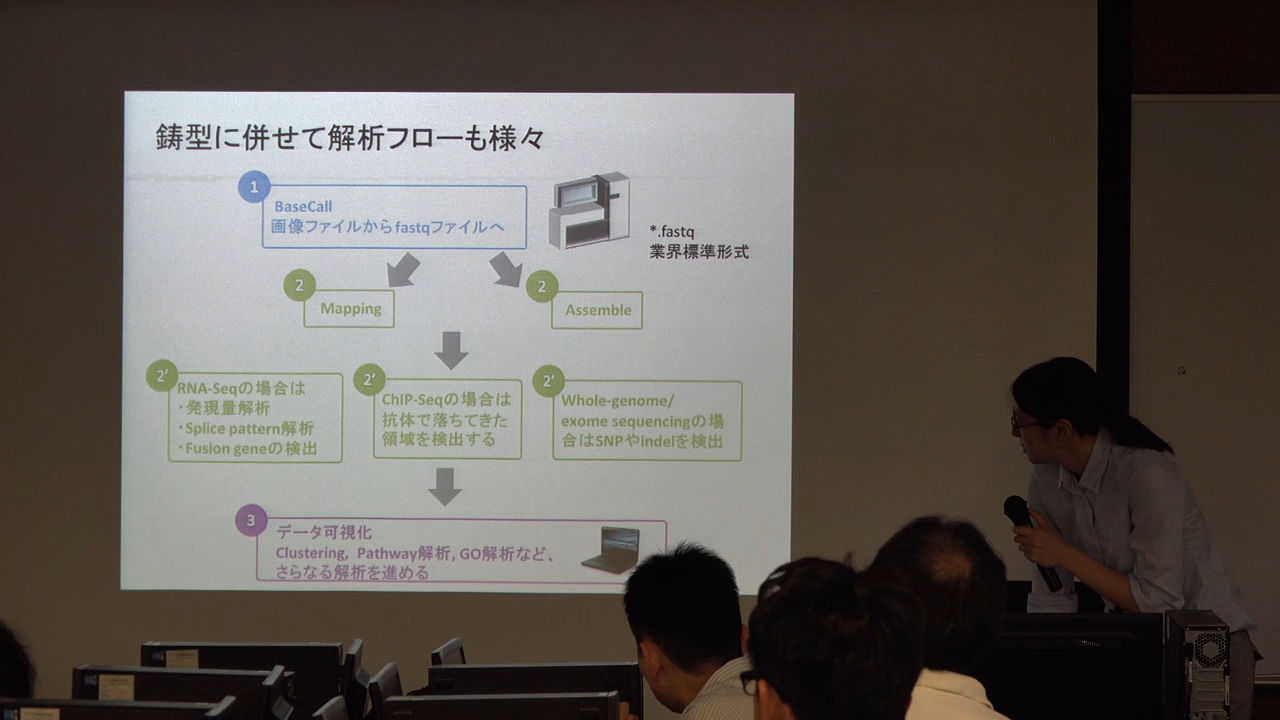 鋳型に併せて解析フローも様々
1
BaseCall
画像ファイルからfastqファイルへ
*.fastq
業界標準形式
2
Mapping
2
Assemble
2’
RNA-Seqの場合は
・発現量解析
・Splice pattern解析
・Fusion geneの検出
2’
ChIP-Seqの場合は
抗体で落ちてきた
領域を検出する
2’
Whole-genome/
exome sequencingの場
合はSNPやindelを検出
3
データ可視化
Clustering, Pathway解析, GO解析など、
さらなる解析を進める